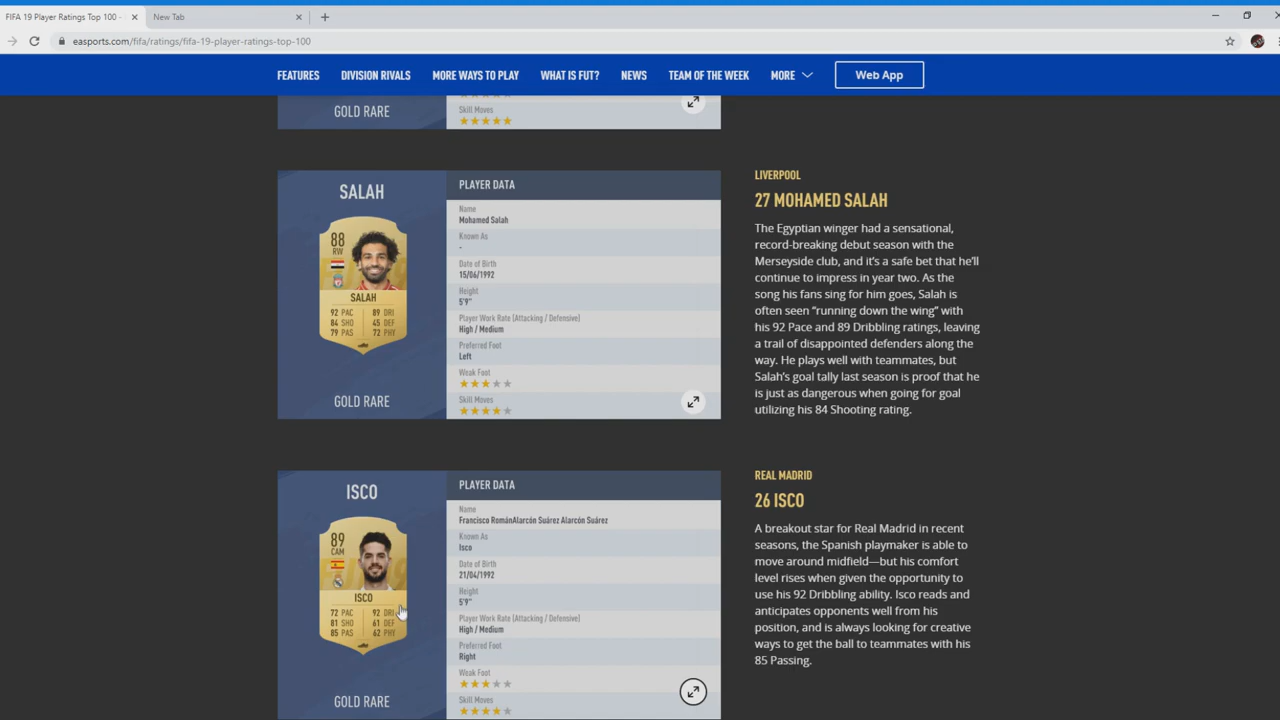 FIFA 19 Player Ratings Top 100 -
New Tab
easports.com/fifa/ratings/fifa-19-player-ratings-top-100
FEATURES DIVISION RIVALS MORE WAYS TO PLAY WHAT IS FUT? NEWS TEAM OF THE WEEK MORE Web App
GOLD RARE
Skill Moves
SALAH
88
RW
SALAH
92 PAC 89 DRI
84 SHO 45 DEF
79 PAS 72 PHY
GOLD RARE
PLAYER DATA
Name
Mohamed Salah
Known As
-
Date of Birth
15/06/1992
Height
5'9"
Player Work Rate (Attacking / Defensive)
High / Medium
Preferred Foot
Left
Weak Foot
Skill Moves
LIVERPOOL
27 MOHAMED SALAH
The Egyptian winger had a sensational,
record-breaking debut season with the
Merseyside club, and it's a safe bet that he'll
continue to impress in year two. As the
song his fans sing for him goes, Salah is
often seen "running down the wing" with
his 92 Pace and 89 Dribbling ratings, leaving
a trail of disappointed defenders along the
way. He plays well with teammates, but
Salah's goal tally last season is proof that he
is just as dangerous when going for goal
utilizing his 84 Shooting rating.
ISCO
89
CAM
ISCO
72 PAC 92 DRI
81 SHO 61 DEF
85 PAS 62 PHY
GOLD RARE
PLAYER DATA
Name
Francisco RománAlarcón Suárez Alarcón Suárez
Known As
Isco
Date of Birth
21/04/1992
Height
5'9"
Player Work Rate (Attacking / Defensive)
High / Medium
Preferred Foot
Right
Weak Foot
Skill Moves
REAL MADRID
26 ISCO
A breakout star for Real Madrid in recent
seasons, the Spanish playmaker is able to
move around midfield—but his comfort
level rises when given the opportunity to
use his 92 Dribbling ability. Isco reads and
anticipates opponents well from his
position, and is always looking for creative
ways to get the ball to teammates with his
85 Passing.